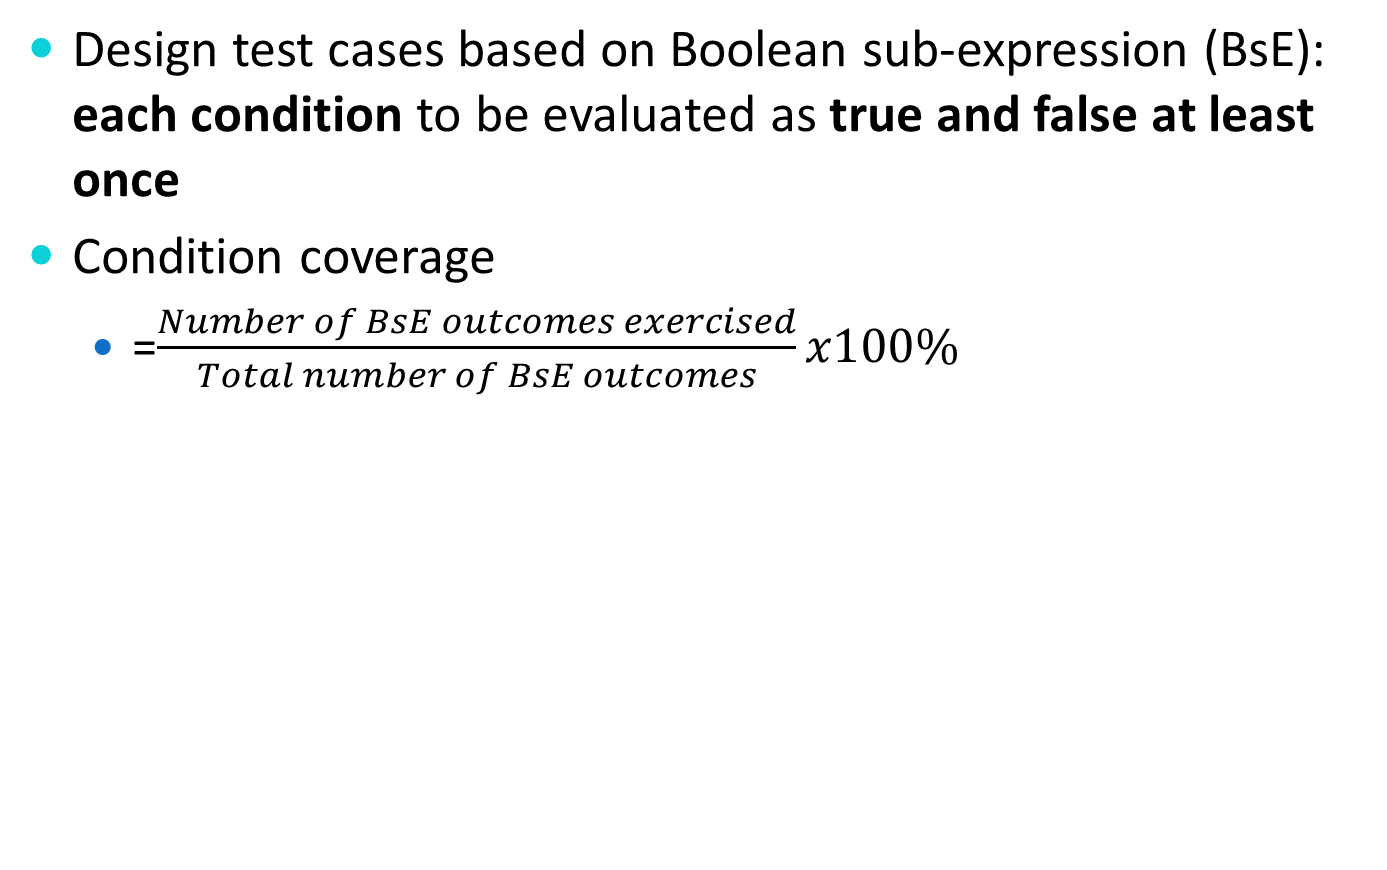 • Design test cases based on Boolean sub-expression (BsE):
each condition to be evaluated as true and false at least
once
• Condition coverage
• =Number of BsE outcomes exercised
Total number of BsE outcomes
x100%